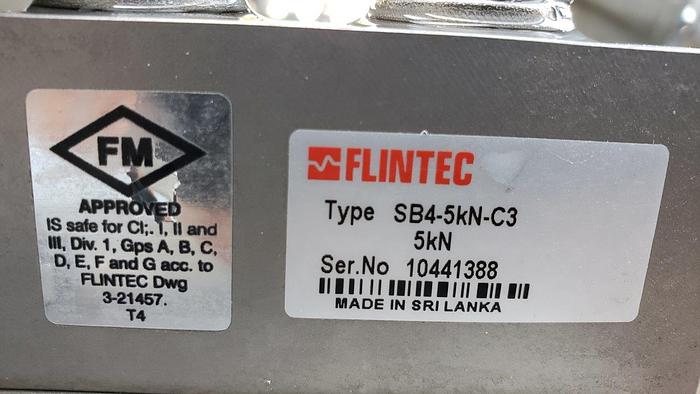 FM
APPROVED
IS safe for Cl;. I, II and
III, Div. 1, Gps A, B, C,
D, E, F and G acc. to
FLINTEC Dwg
3-21457.
T4
FLINTEC
Type SB4-5kN-C3
5kN
Ser.No 10441388
MADE IN SRI LANKA